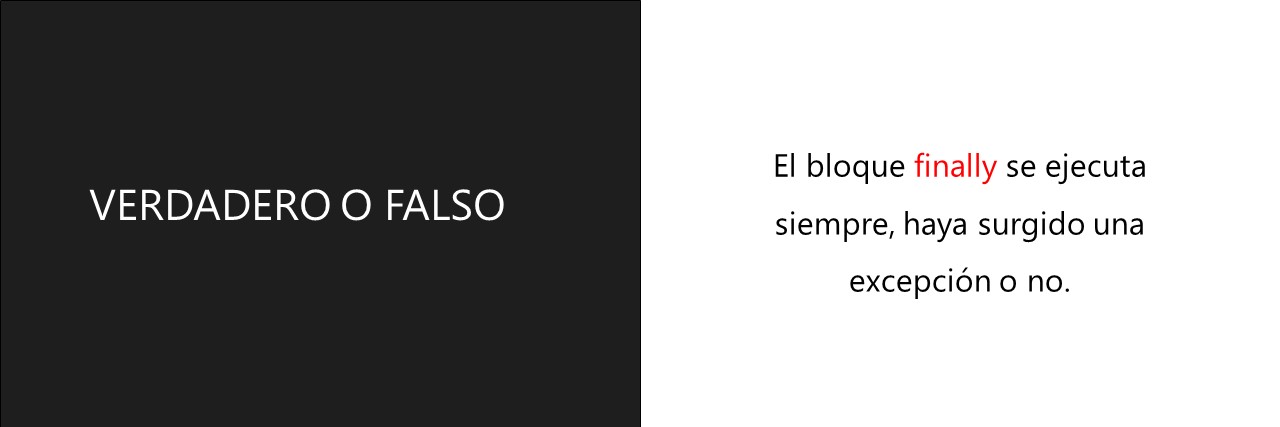 VERDADERO O FALSO
El bloque finally se ejecuta
siempre, haya surgido una
excepción o no.